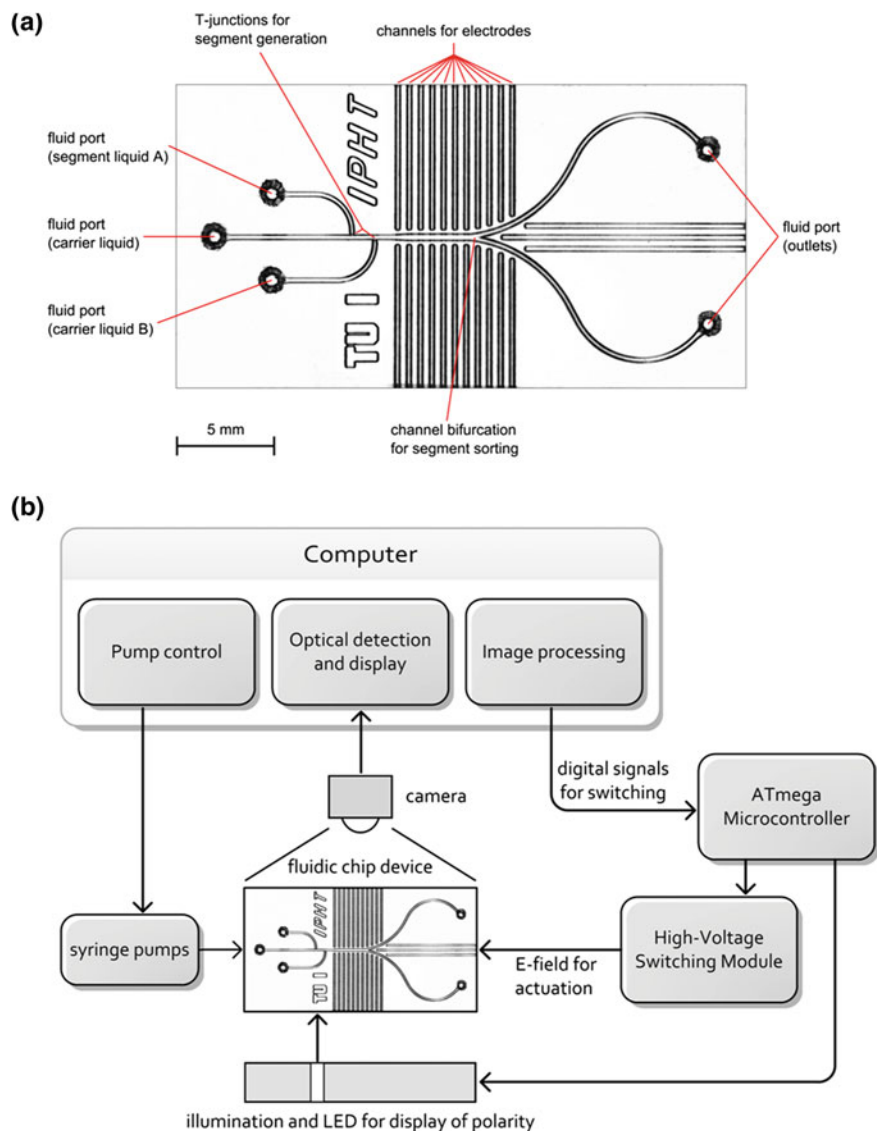 (a)
T-junctions for
segment generation
channels for electrodes
fluid port
(segment liquid A)
IPHT
fluid port
(carrier liquid)
fluid port
(outlets)
fluid port
(carrier liquid B)
TU I
5 mm
channel bifurcation
for segment sorting
(b)
Computer
Pump control
Optical detection
and display
Image processing
digital signals
for switching
ATmega
Microcontroller
camera
fluidic chip device
IPHT
TU I
syringe pumps
E-field for
actuation
High-Voltage
Switching Module
illumination and LED for display of polarity